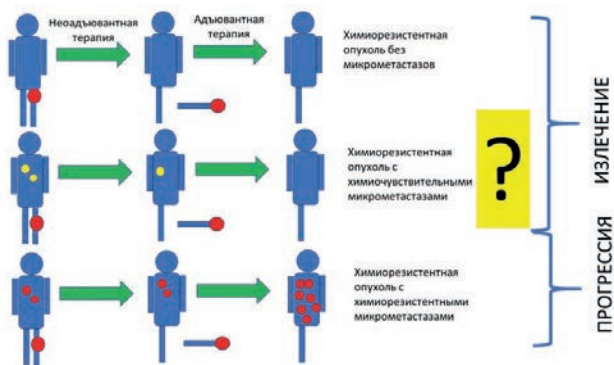 Неоадъювантная
терапия
Адъювантная
терапия
Химиорезистентная
опухоль без
микрометастазов
Химиорезистентная
опухоль с
химиочувствительными
микрометастазами
?
Химиорезистентная
опухоль с
химиорезистентными
микрометастазами
ИЗЛЕЧЕНИЕ
ПРОГРЕССИЯ